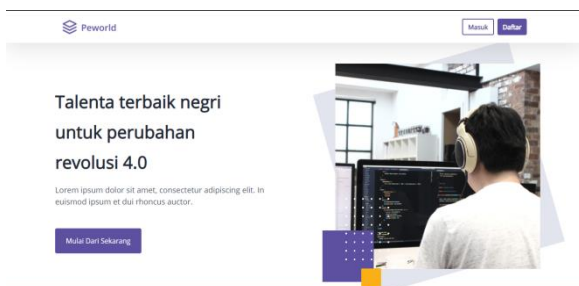 Peworld
Masuk
Daftar
Talenta terbaik negri
untuk perubahan
revolusi 4.0
Lorem ipsum dolor sit amet, consectetur adipiscing elit. In
euismod ipsum et dui rhoncus auctor.
Mulai Dari Sekarang